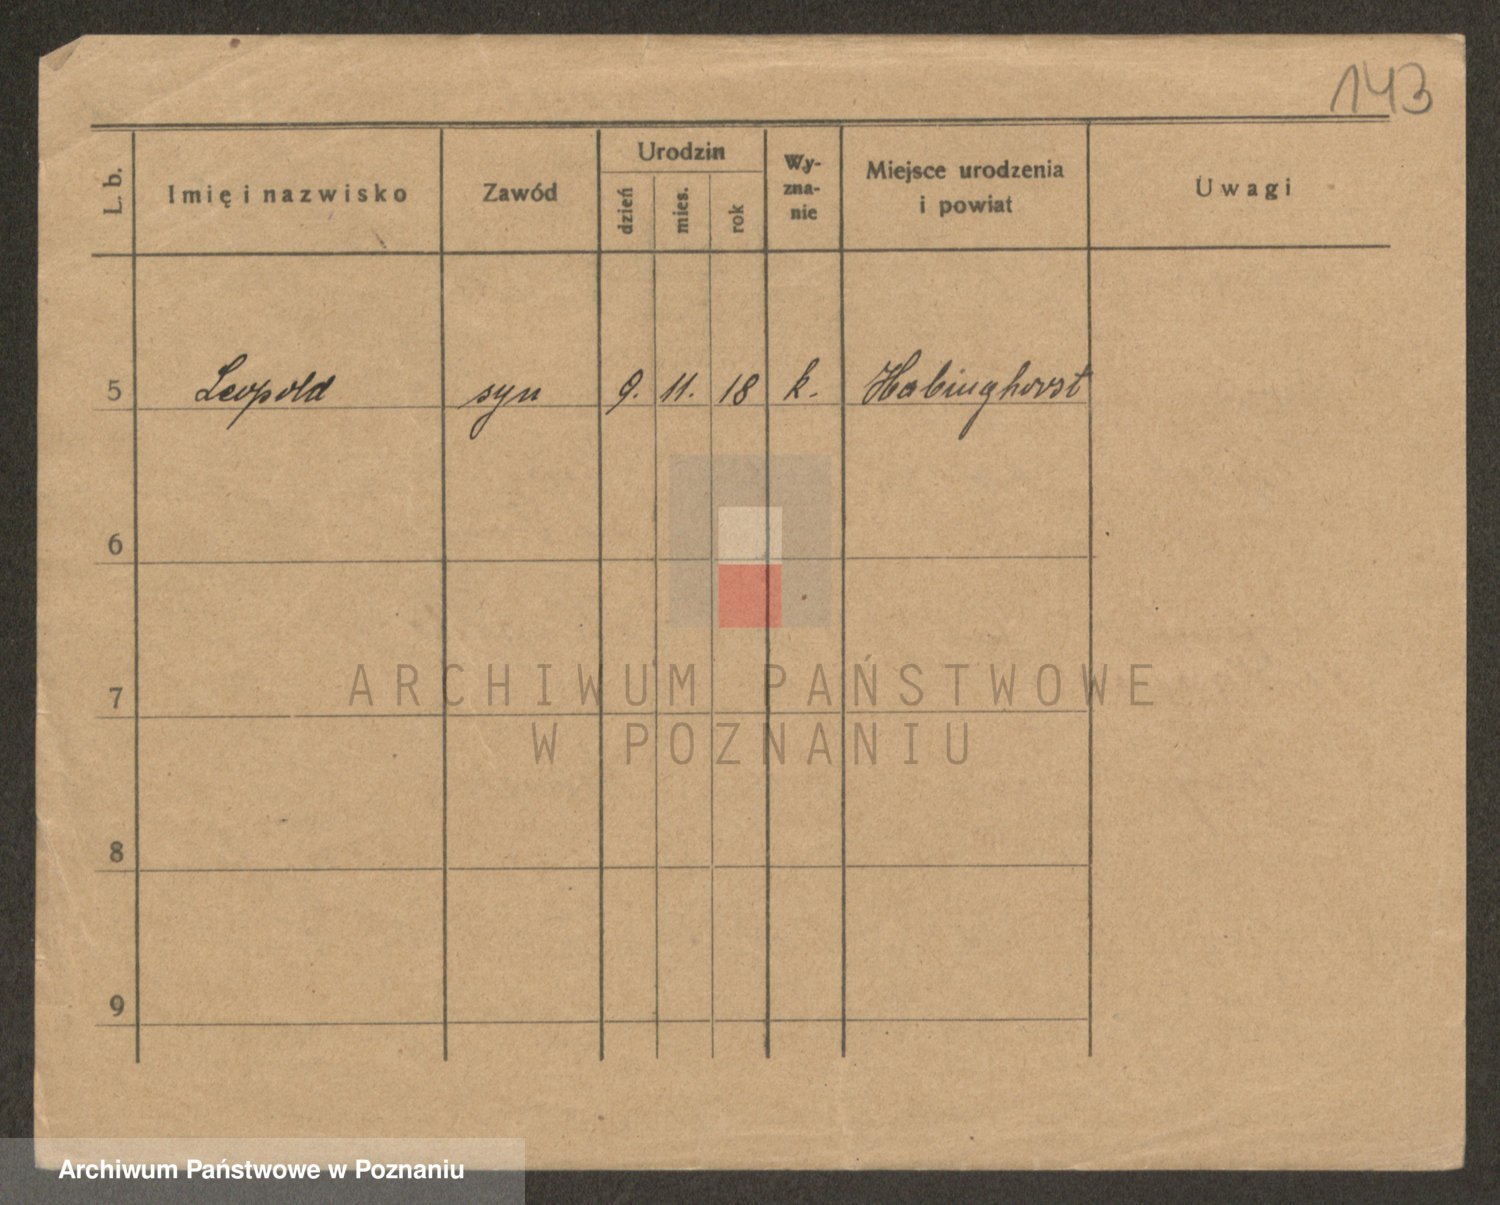 143
L. b. Imię i nazwisko Zawód Urodzin dzień mies. rok Wy-zna-nie Miejsce urodzenia i powiat Uwagi
5 Leopold syn 9. 11. 18 k. Habinghorst
6
7
8
9
ARCHIWUM PAŃSTWOWE
W POZNANIU
Archiwum Państwowe w Poznaniu